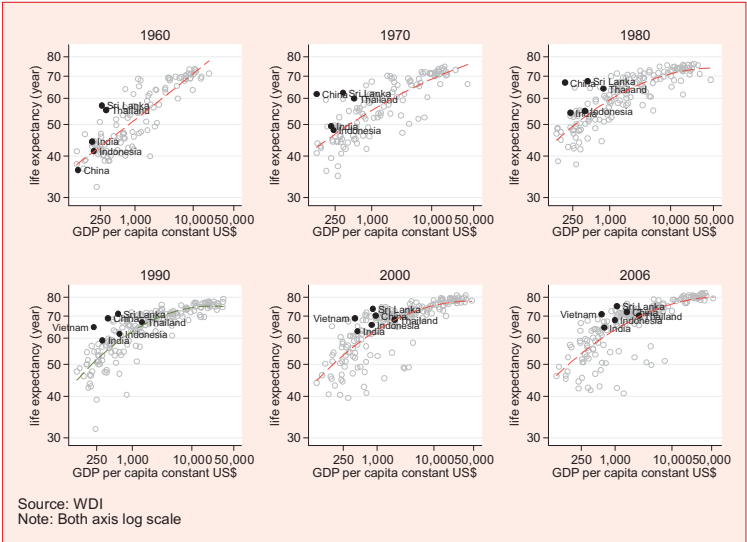 1960
1970
1980
life expectancy (year)
80
70
60
50
40
30
Sri Lanka
Thailand
India
Indonesia
China
250
1,000
10,000
50,000
GDP per capita constant US$
life expectancy (year)
80
70
60
50
40
30
China
Sri Lanka
Thailand
India
Indonesia
250
1,000
10,000
50,000
GDP per capita constant US$
life expectancy (year)
80
70
60
50
40
30
China
Sri Lanka
Thailand
India
Indonesia
250
1,000
10,000
50,000
GDP per capita constant US$
1990
2000
2006
life expectancy (year)
80
70
60
50
40
30
Vietnam
China
Sri Lanka
Thailand
Indonesia
India
250
1,000
10,000
50,000
GDP per capita constant US$
life expectancy (year)
80
70
60
50
40
30
Vietnam
Sri Lanka
China
Thailand
Indonesia
India
250
1,000
10,000
50,000
GDP per capita constant US$
life expectancy (year)
80
70
60
50
40
30
Vietnam
Sri Lanka
China
Thailand
Indonesia
India
250
1,000
10,000
50,000
GDP per capita constant US$
Source: WDI
Note: Both axis log scale